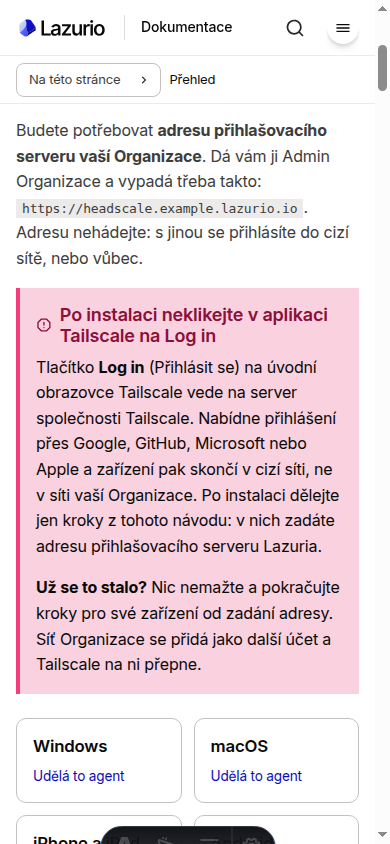 Lazurio
Dokumentace
Na této stránce
Přehled
Budete potřebovat adresu přihlašovacího
serveru vaší Organizace. Dá vám ji Admin
Organizace a vypadá třeba takto:
https://headscale.example.lazurio.io.
Adresu nehádejte: s jinou se přihlásíte do cizí
sítě, nebo vůbec.
Po instalaci neklikejte v aplikaci
Tailscale na Log in
Tlačítko Log in (Přihlásit se) na úvodní
obrazovce Tailscale vede na server
společnosti Tailscale. Nabídne přihlášení
přes Google, GitHub, Microsoft nebo
Apple a zařízení pak skončí v cizí síti, ne
v síti vaší Organizace. Po instalaci dělejte
jen kroky z tohoto návodu: v nich zadáte
adresu přihlašovacího serveru Lazuria.
Už se to stalo? Nic nemažte a pokračujte
kroky pro své zařízení od zadání adresy.
Síť Organizace se přidá jako další účet a
Tailscale na ni přepne.
Windows
macOS
Udělá to agent
Udělá to agent
iPhone